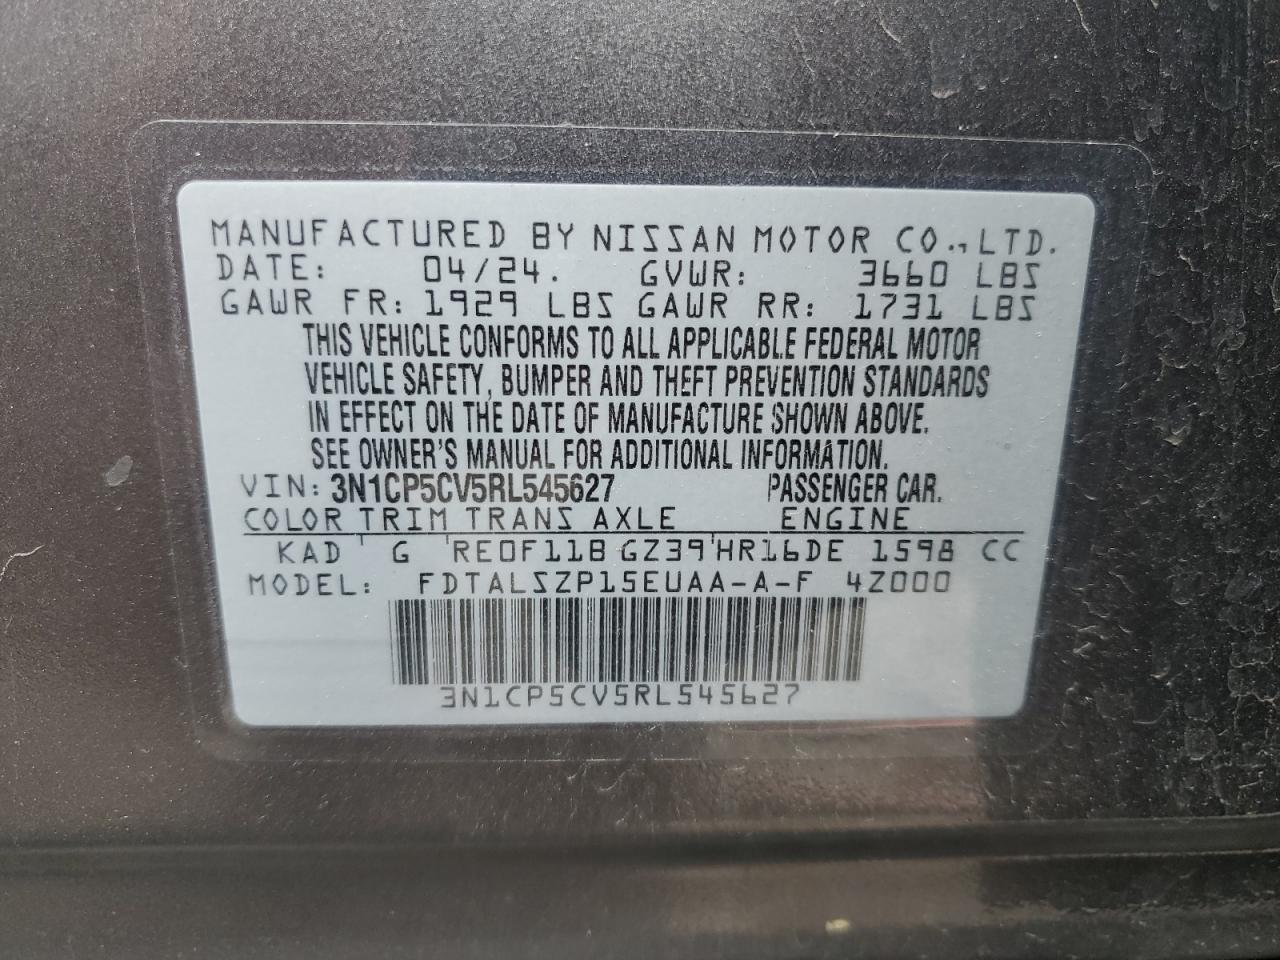 MANUFACTURED BY NISSAN MOTOR CO., LTD.
DATE: 04/24. GVWR: 3660 LBS
GAWR FR: 1929 LBS GAWR RR: 1731 LBS
THIS VEHICLE CONFORMS TO ALL APPLICABLE FEDERAL MOTOR
VEHICLE SAFETY, BUMPER AND THEFT PREVENTION STANDARDS
IN EFFECT ON THE DATE OF MANUFACTURE SHOWN ABOVE.
SEE OWNER'S MANUAL FOR ADDITIONAL INFORMATION.
VIN: 3N1CP5CV5RL545627 PASSENGER CAR.
COLOR TRIM TRANS AXLE ENGINE
KAD ' G ' RE0F11B GZ39 ' HR16DE 1598 CC
MODEL: FDTALSZP15EUAA-A-F 4Z000
3N1CP5CV5RL545627